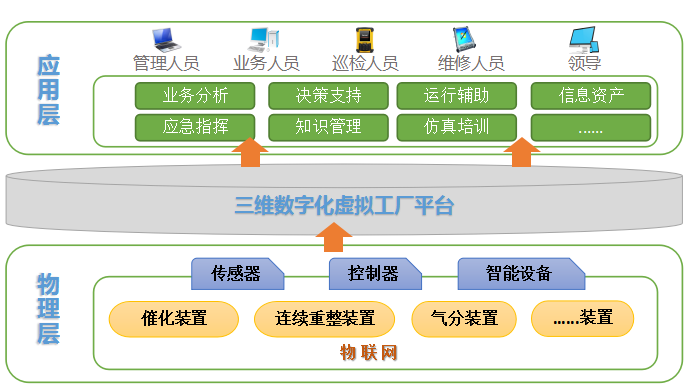 应用层
管理人员 业务人员 巡检人员 维修人员 领导
业务分析 决策支持 运行辅助 信息资产
应急指挥 知识管理 仿真培训 ......
三维数字化虚拟工厂平台
物理层
传感器 控制器 智能设备
催化装置 连续重整装置 气分装置 ......装置
物联网